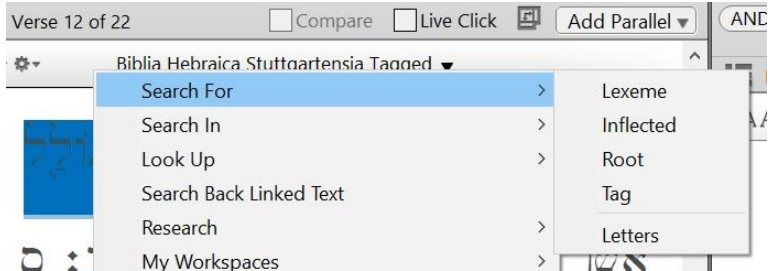 Verse 12 of 22 Compare Live Click Add Parallel AND
Biblia Hebraica Stuttgartensia Tagged
Search For
Search In
Look Up
Search Back Linked Text
Research
My Workspaces
Lexeme
Inflected
Root
Tag
Letters